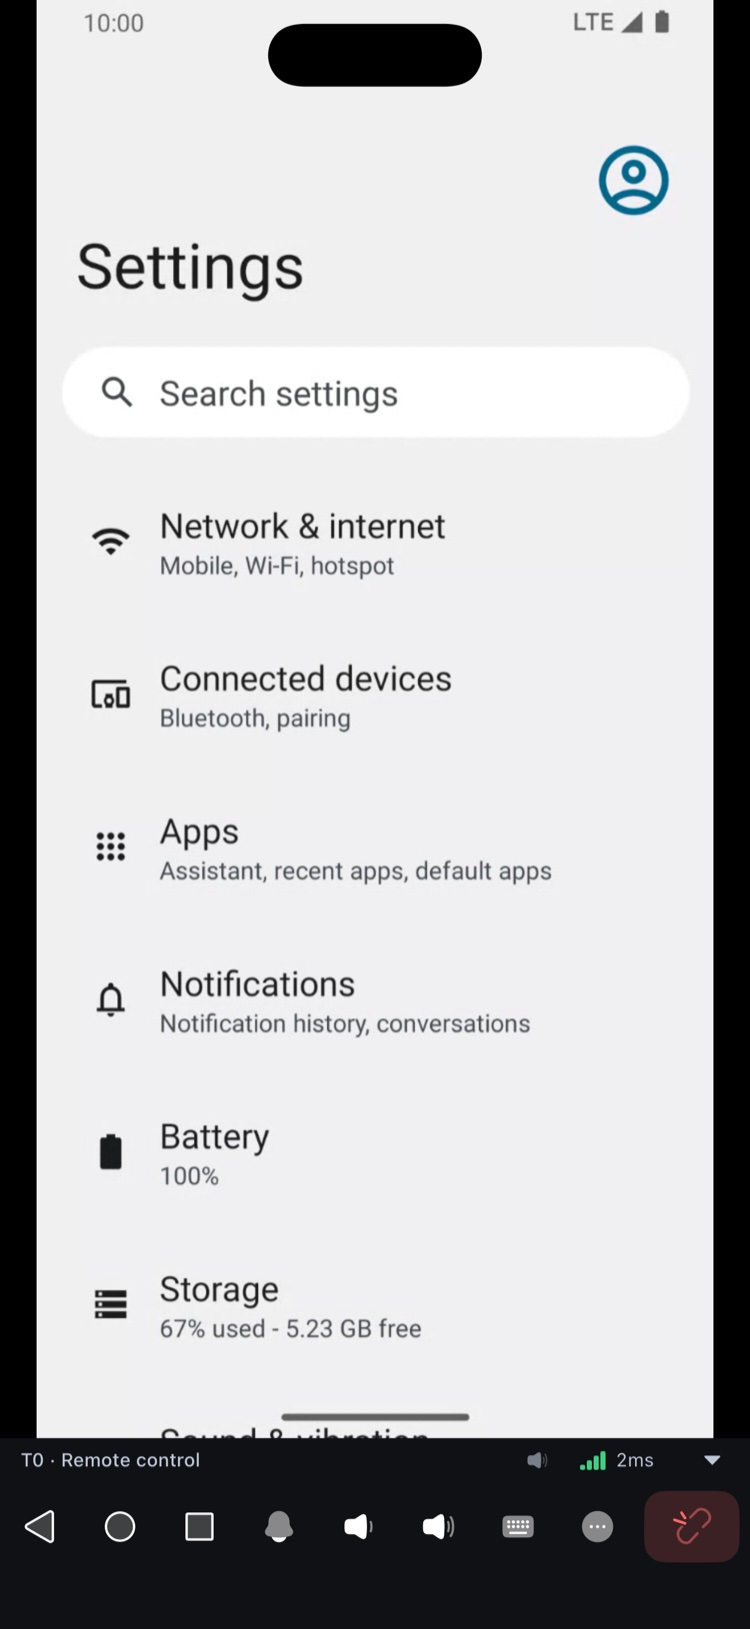 10:00
LTE
Settings
Search settings
Network & internet
Mobile, Wi-Fi, hotspot
Connected devices
Bluetooth, pairing
Apps
Assistant, recent apps, default apps
Notifications
Notification history, conversations
Battery
100%
Storage
67% used - 5.23 GB free
Sound & vibration
T0 · Remote control
2ms